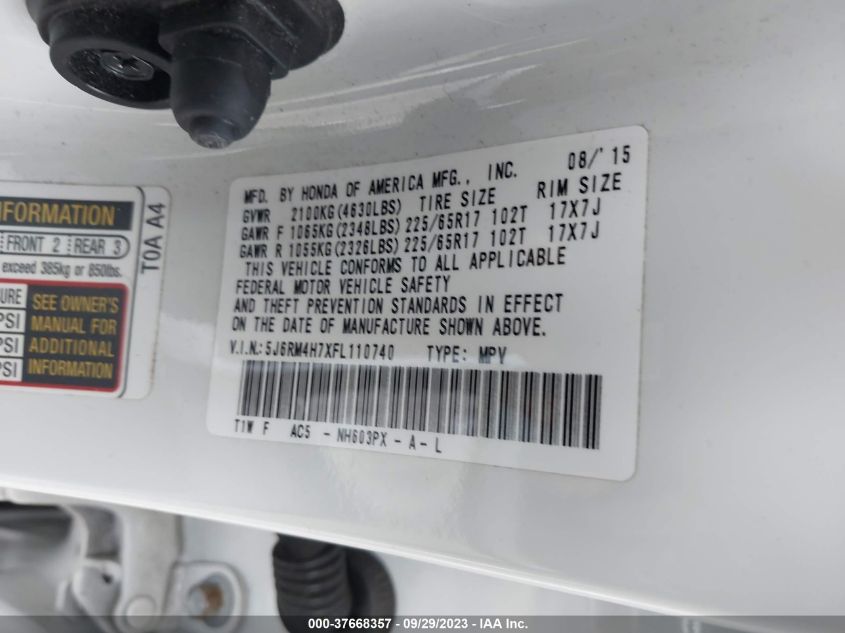 MFD. BY HONDA OF AMERICA MFG., INC. 08/'15
GVWR 2100KG(4630LBS) TIRE SIZE RIM SIZE
GAWR F 1065KG(2348LBS) 225/65R17 102T 17X7J
GAWR R 1055KG(2326LBS) 225/65R17 102T 17X7J
THIS VEHICLE CONFORMS TO ALL APPLICABLE
FEDERAL MOTOR VEHICLE SAFETY
AND THEFT PREVENTION STANDARDS IN EFFECT
ON THE DATE OF MANUFACTURE SHOWN ABOVE.
V.I.N.:5J6RM4H7XFL110740 TYPE: MPV
T1W F AC5 - NH603PX - A - L
INFORMATION
FRONT 2 REAR 3
exceed 385kg or 850lbs.
SEE OWNER'S
PSI MANUAL FOR
PSI ADDITIONAL
PSI INFORMATION
T0A A4
000-37668357 - 09/29/2023 - IAA Inc.